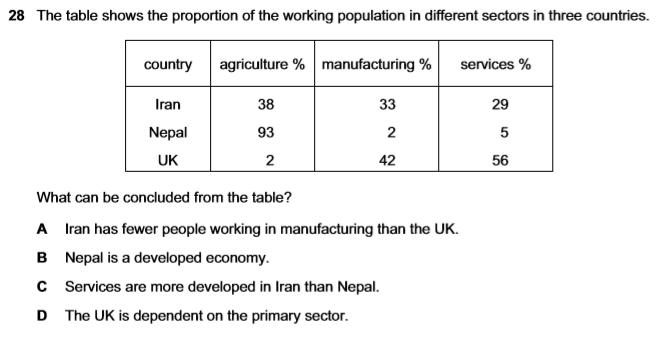 28 The table shows the proportion of the working population in different sectors in three countries.
country agriculture % manufacturing % services %
Iran 38 33 29
Nepal 93 2 5
UK 2 42 56
What can be concluded from the table?
A Iran has fewer people working in manufacturing than the UK.
B Nepal is a developed economy.
C Services are more developed in Iran than Nepal.
D The UK is dependent on the primary sector.